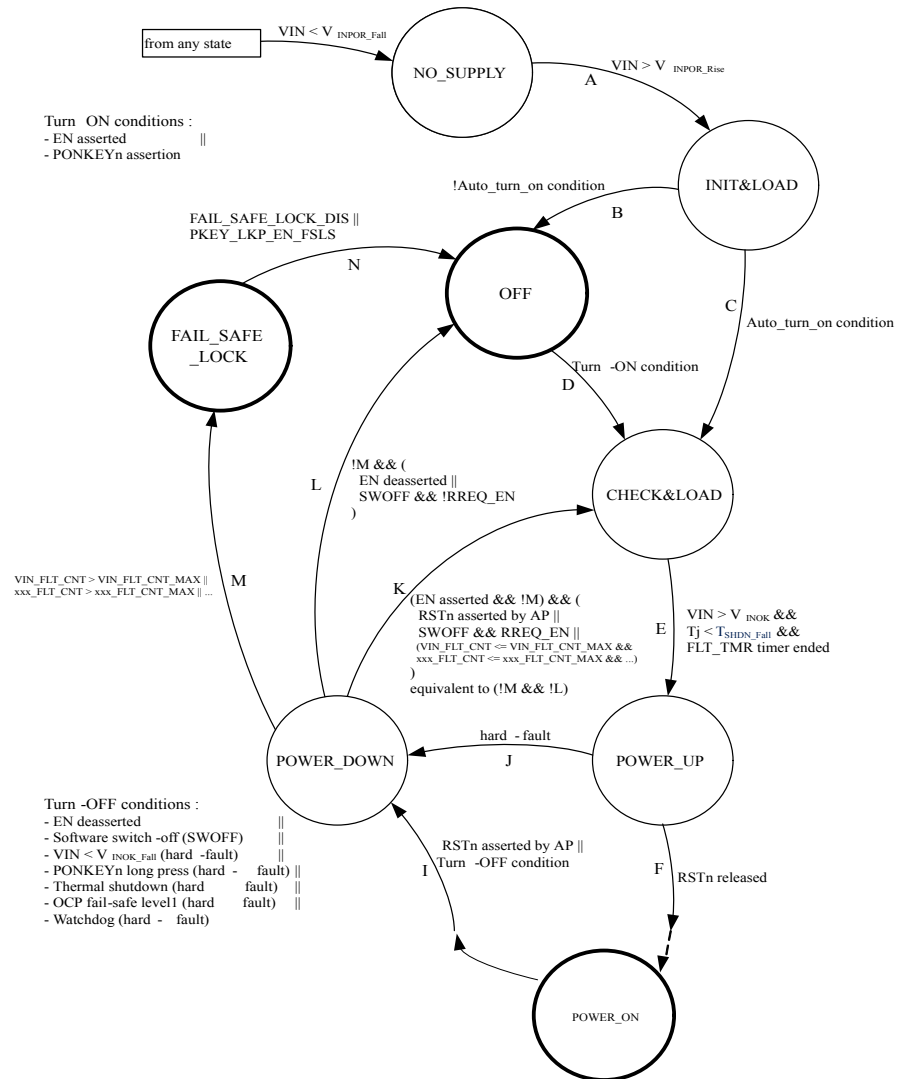 from any state
VIN < V INPOR_Fall
NO_SUPPLY
VIN > V INPOR_Rise
A
Turn ON conditions :
- EN asserted ||
- PONKEYn assertion
INIT&LOAD
!Auto_turn_on condition
B
FAIL_SAFE_LOCK_DIS ||
PKEY_LKP_EN_FSLS
N
OFF
C
Auto_turn_on condition
FAIL_SAFE
_LOCK
Turn -ON condition
D
!M && (
EN deasserted ||
SWOFF && !RREQ_EN
)
L
CHECK&LOAD
VIN_FLT_CNT > VIN_FLT_CNT_MAX ||
xxx_FLT_CNT > xxx_FLT_CNT_MAX || ...
M
K
(EN asserted && !M) && (
RSTn asserted by AP ||
SWOFF && RREQ_EN ||
(VIN_FLT_CNT <= VIN_FLT_CNT_MAX &&
xxx_FLT_CNT <= xxx_FLT_CNT_MAX && ...)
)
equivalent to (!M && !L)
E
VIN > V INOK &&
Tj < TSHDN_Fall &&
FLT_TMR timer ended
hard - fault
J
POWER_DOWN
POWER_UP
Turn -OFF conditions :
- EN deasserted ||
- Software switch -off (SWOFF) ||
- VIN < V INOK_Fall (hard -fault) ||
- PONKEYn long press (hard - fault) ||
- Thermal shutdown (hard fault) ||
- OCP fail-safe level1 (hard fault) ||
- Watchdog (hard - fault)
RSTn asserted by AP ||
Turn -OFF condition
I
F
RSTn released
POWER_ON